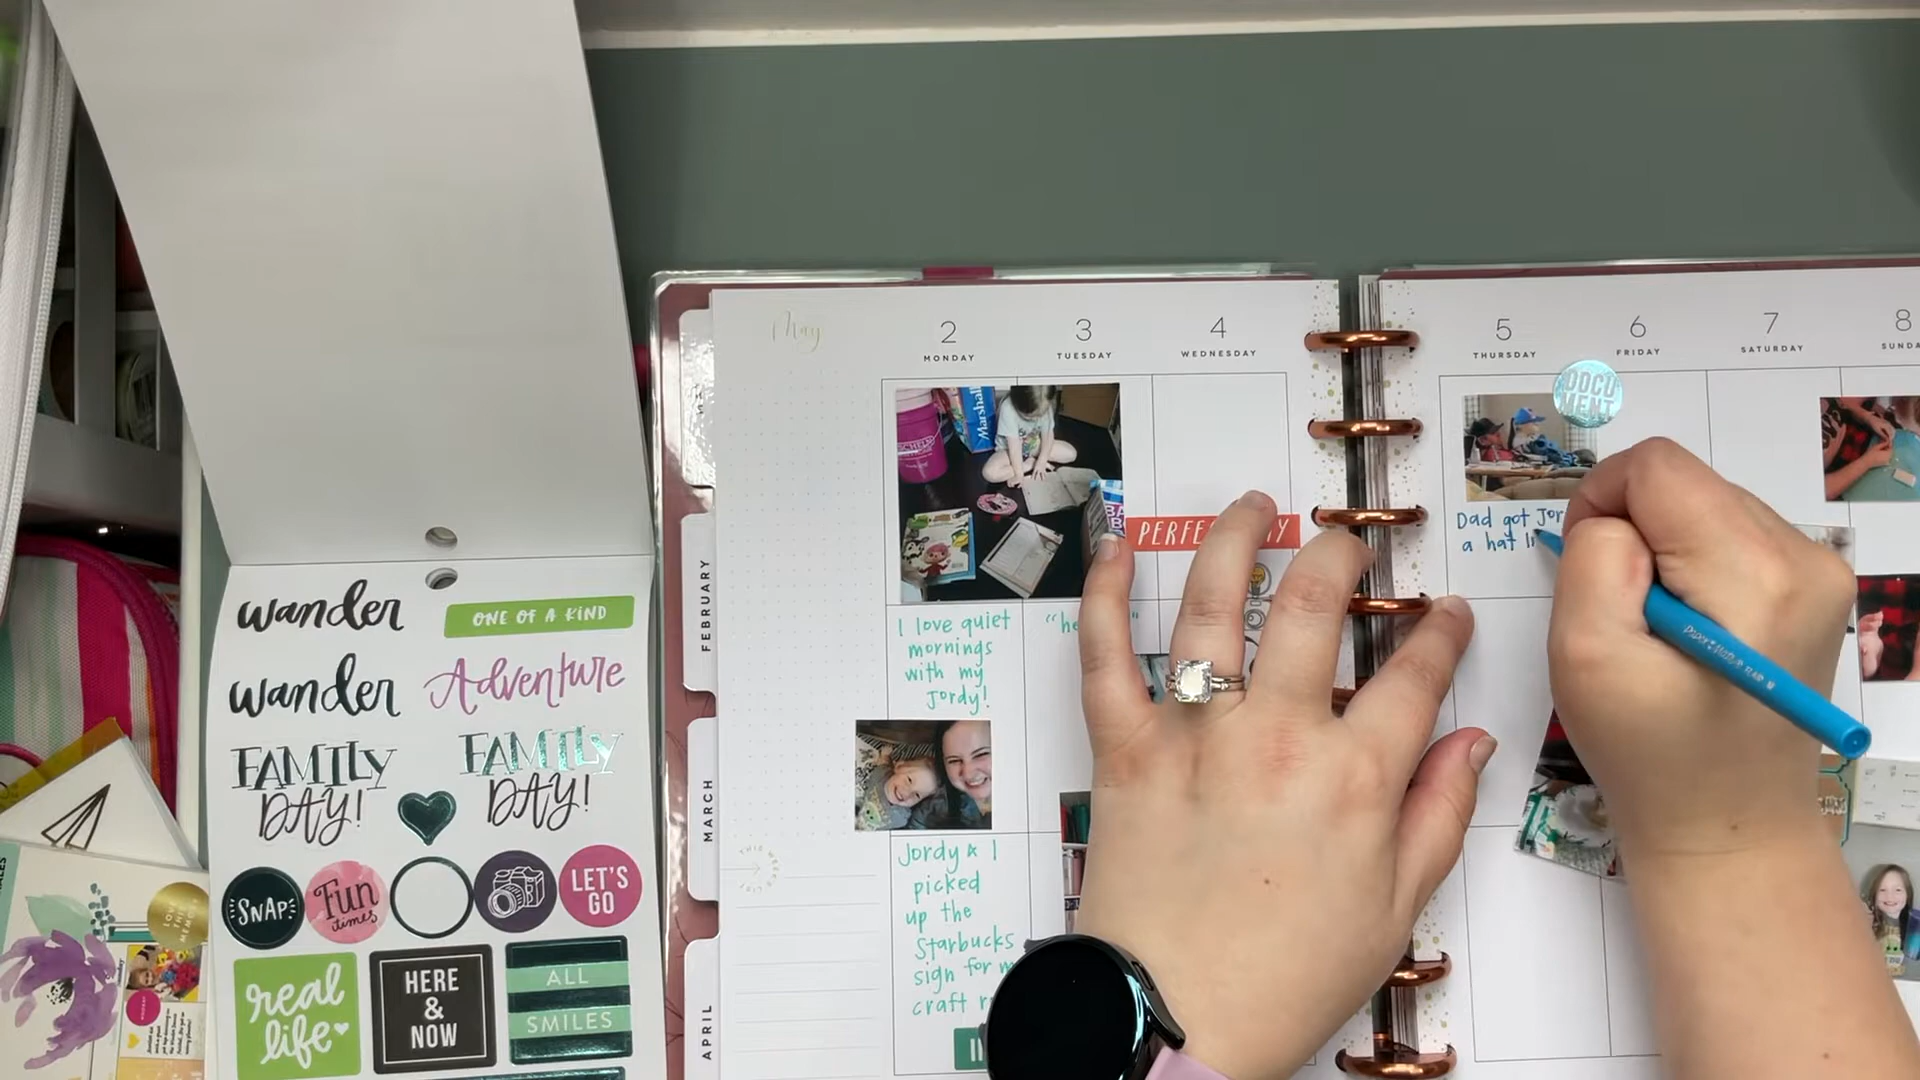 wander
ONE OF A KIND
wander
Adventure
FAMILY
DAY!
FAMILY
DAY!
SNAP
Fun
times
LET'S
GO
real
life
HERE
&
NOW
ALL
SMILES
FEBRUARY
MARCH
APRIL
May
2
MONDAY
3
TUESDAY
4
WEDNESDAY
Marshall
I love quiet
mornings
with my
Jordy!
Jordy & I
picked
up the
Starbucks
sign for
craft
5
THURSDAY
6
FRIDAY
7
SATURDAY
8
DOCU
MENT
Dad got
a hat